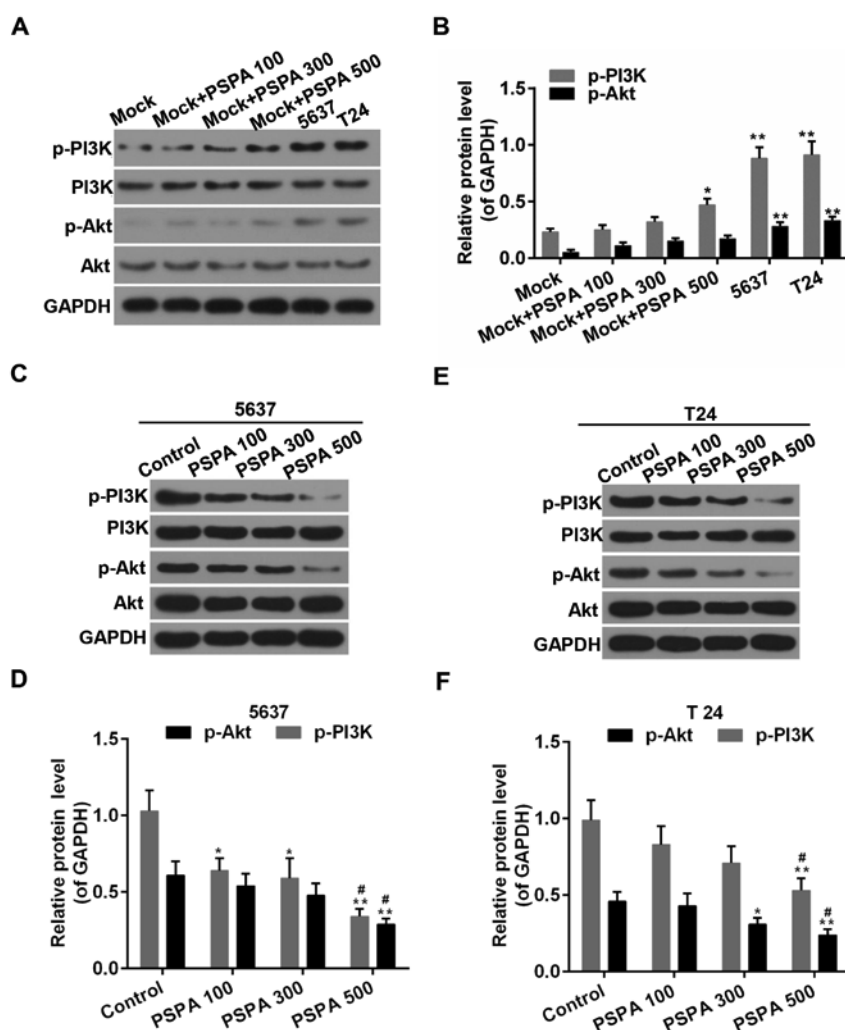 A
Mock
Mock+PSPA 100
Mock+PSPA 300
Mock+PSPA 500
5637
T24
p-PI3K
PI3K
p-Akt
Akt
GAPDH
B
p-PI3K
p-Akt
Relative protein level
(of GAPDH)
1.5
1.0
0.5
0.0
*
**
**
**
**
Mock
Mock+PSPA 100
Mock+PSPA 300
Mock+PSPA 500
5637
T24
C
5637
Control
PSPA 100
PSPA 300
PSPA 500
p-PI3K
PI3K
p-Akt
Akt
GAPDH
E
T24
Control
PSPA 100
PSPA 300
PSPA 500
p-PI3K
PI3K
p-Akt
Akt
GAPDH
D
5637
p-Akt
p-PI3K
Relative protein level
(of GAPDH)
1.5
1.0
0.5
0.0
*
*
# #
** **
Control
PSPA 100
PSPA 300
PSPA 500
F
T 24
p-Akt
p-PI3K
Relative protein level
(of GAPDH)
1.5
1.0
0.5
0.0
*
#
**
#
**
Control
PSPA 100
PSPA 300
PSPA 500